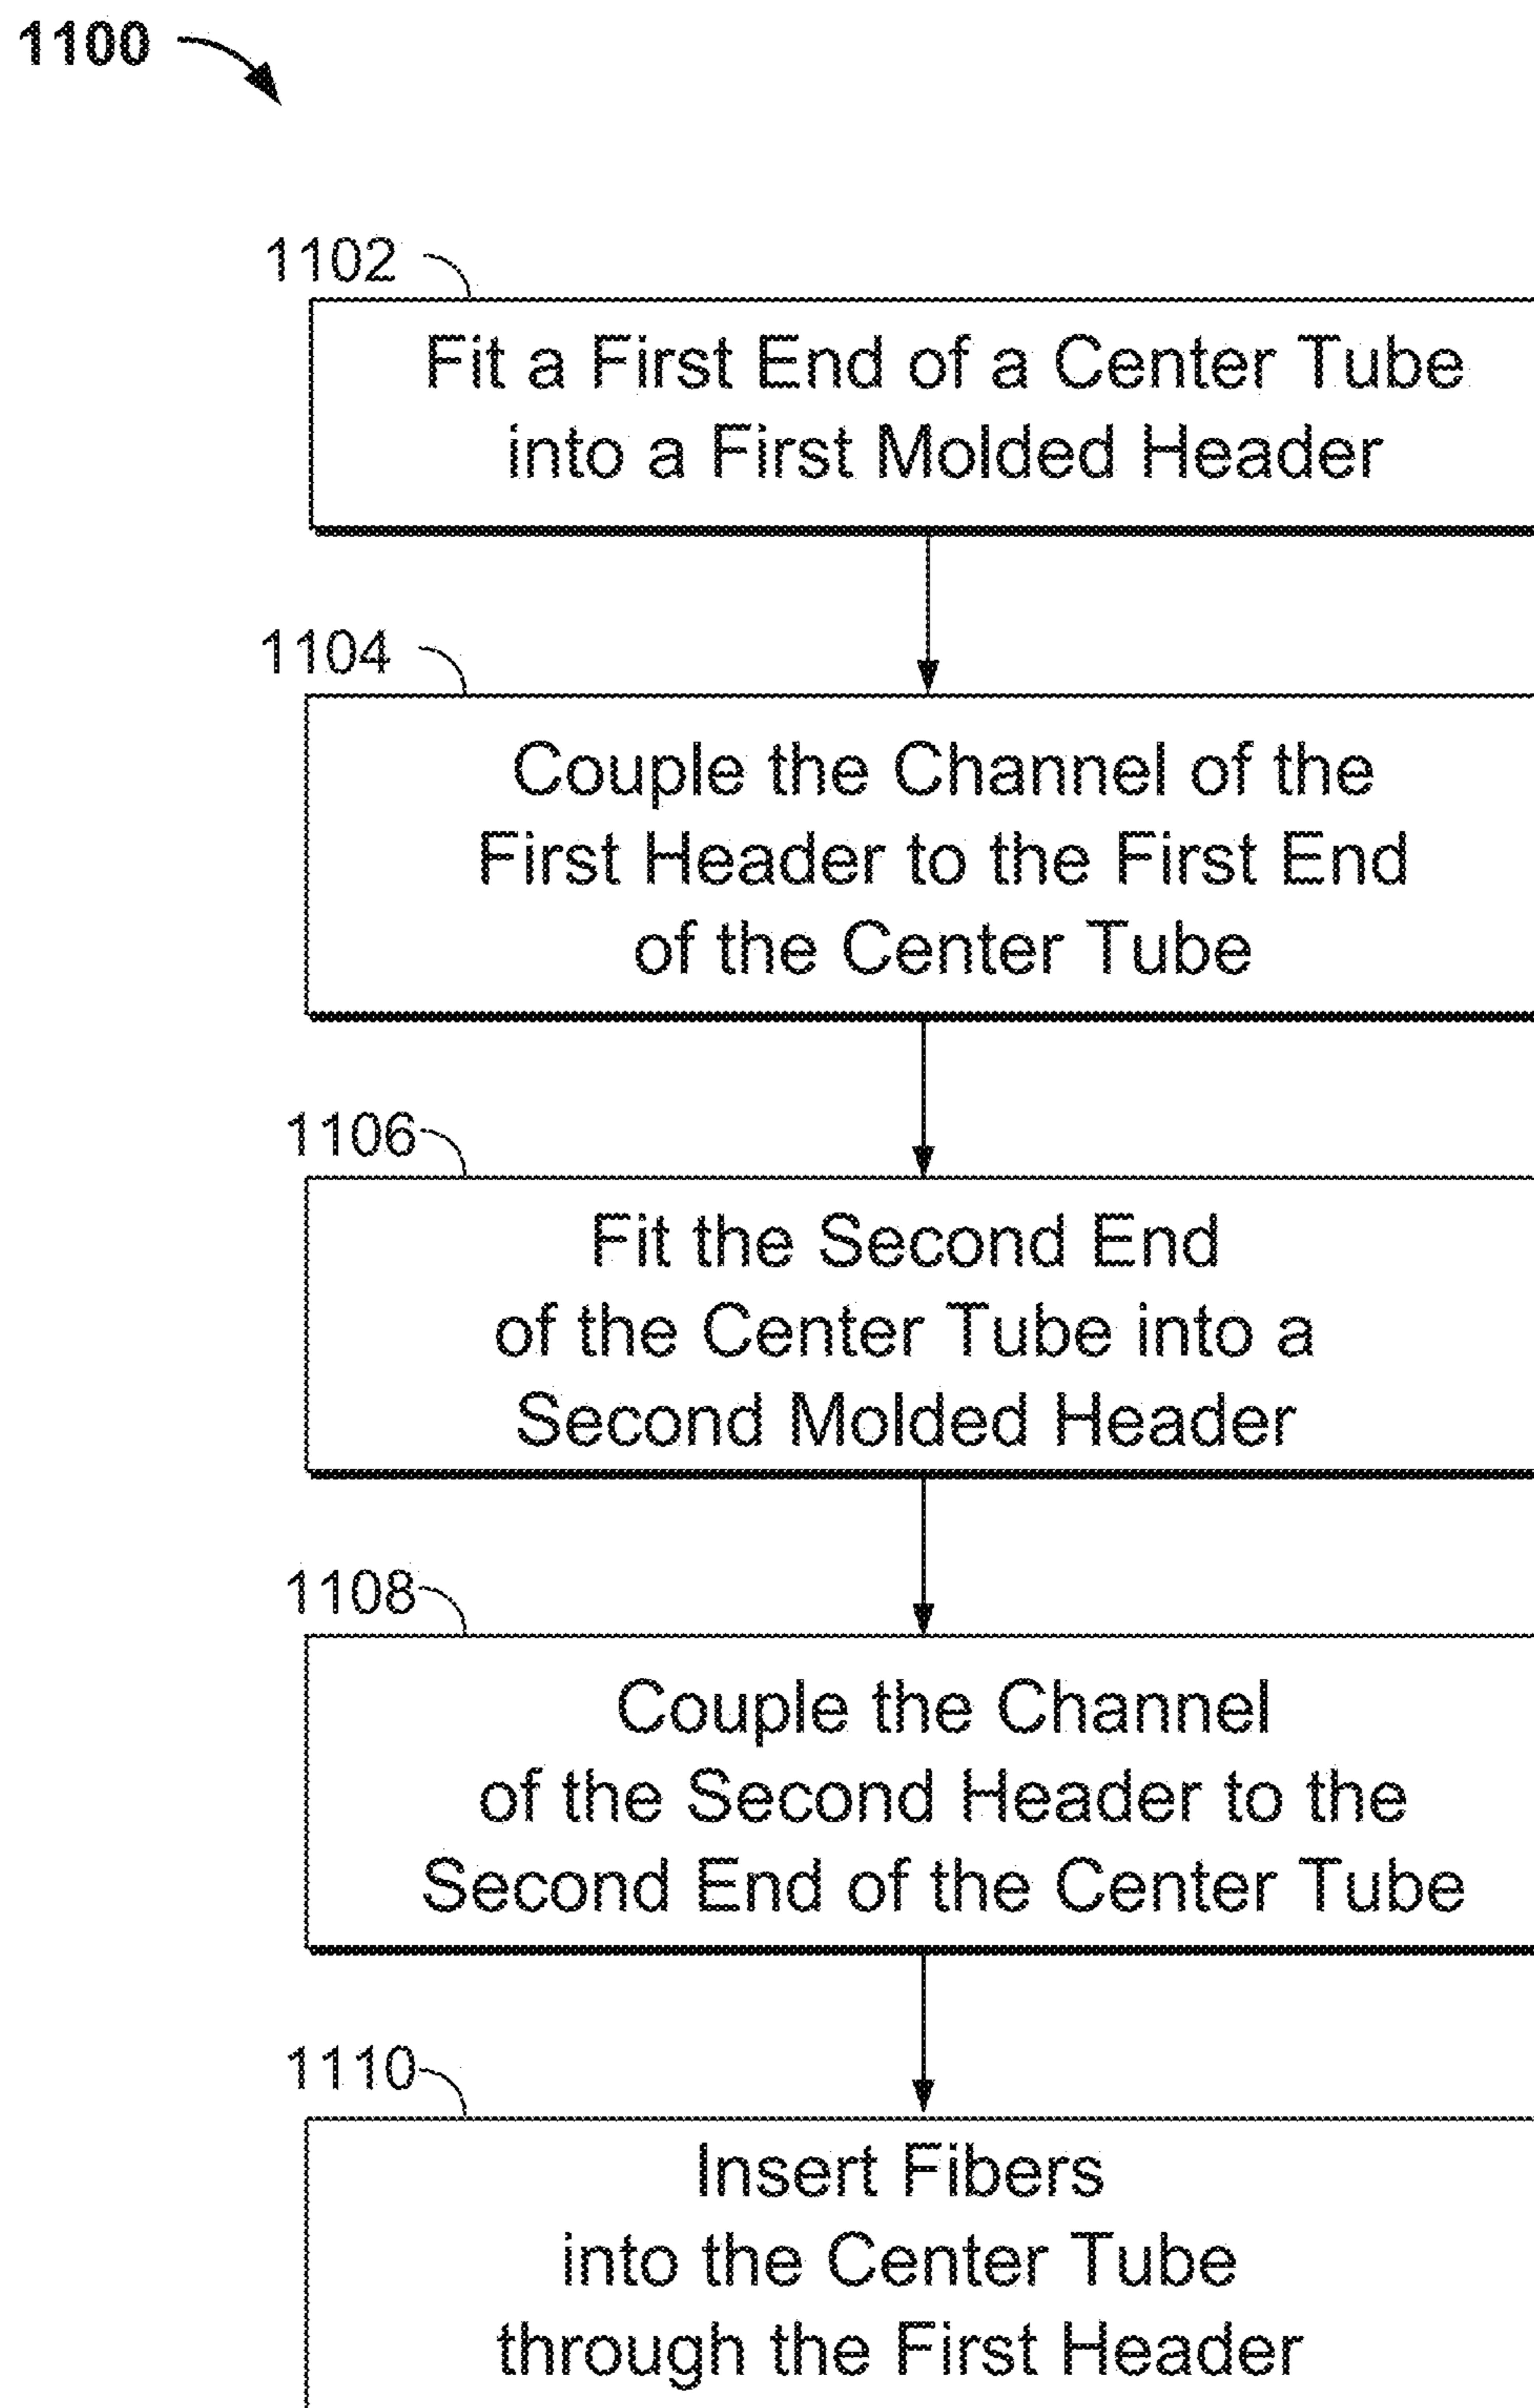 1100
1102
Fit a First End of a Center Tube
into a First Molded Header
1104
Couple the Channel of the
First Header to the First End
of the Center Tube
1106
Fit the Second End
of the Center Tube into a
Second Molded Header
1108
Couple the Channel
of the Second Header to the
Second End of the Center Tube
1110
Insert Fibers
into the Center Tube
through the First Header